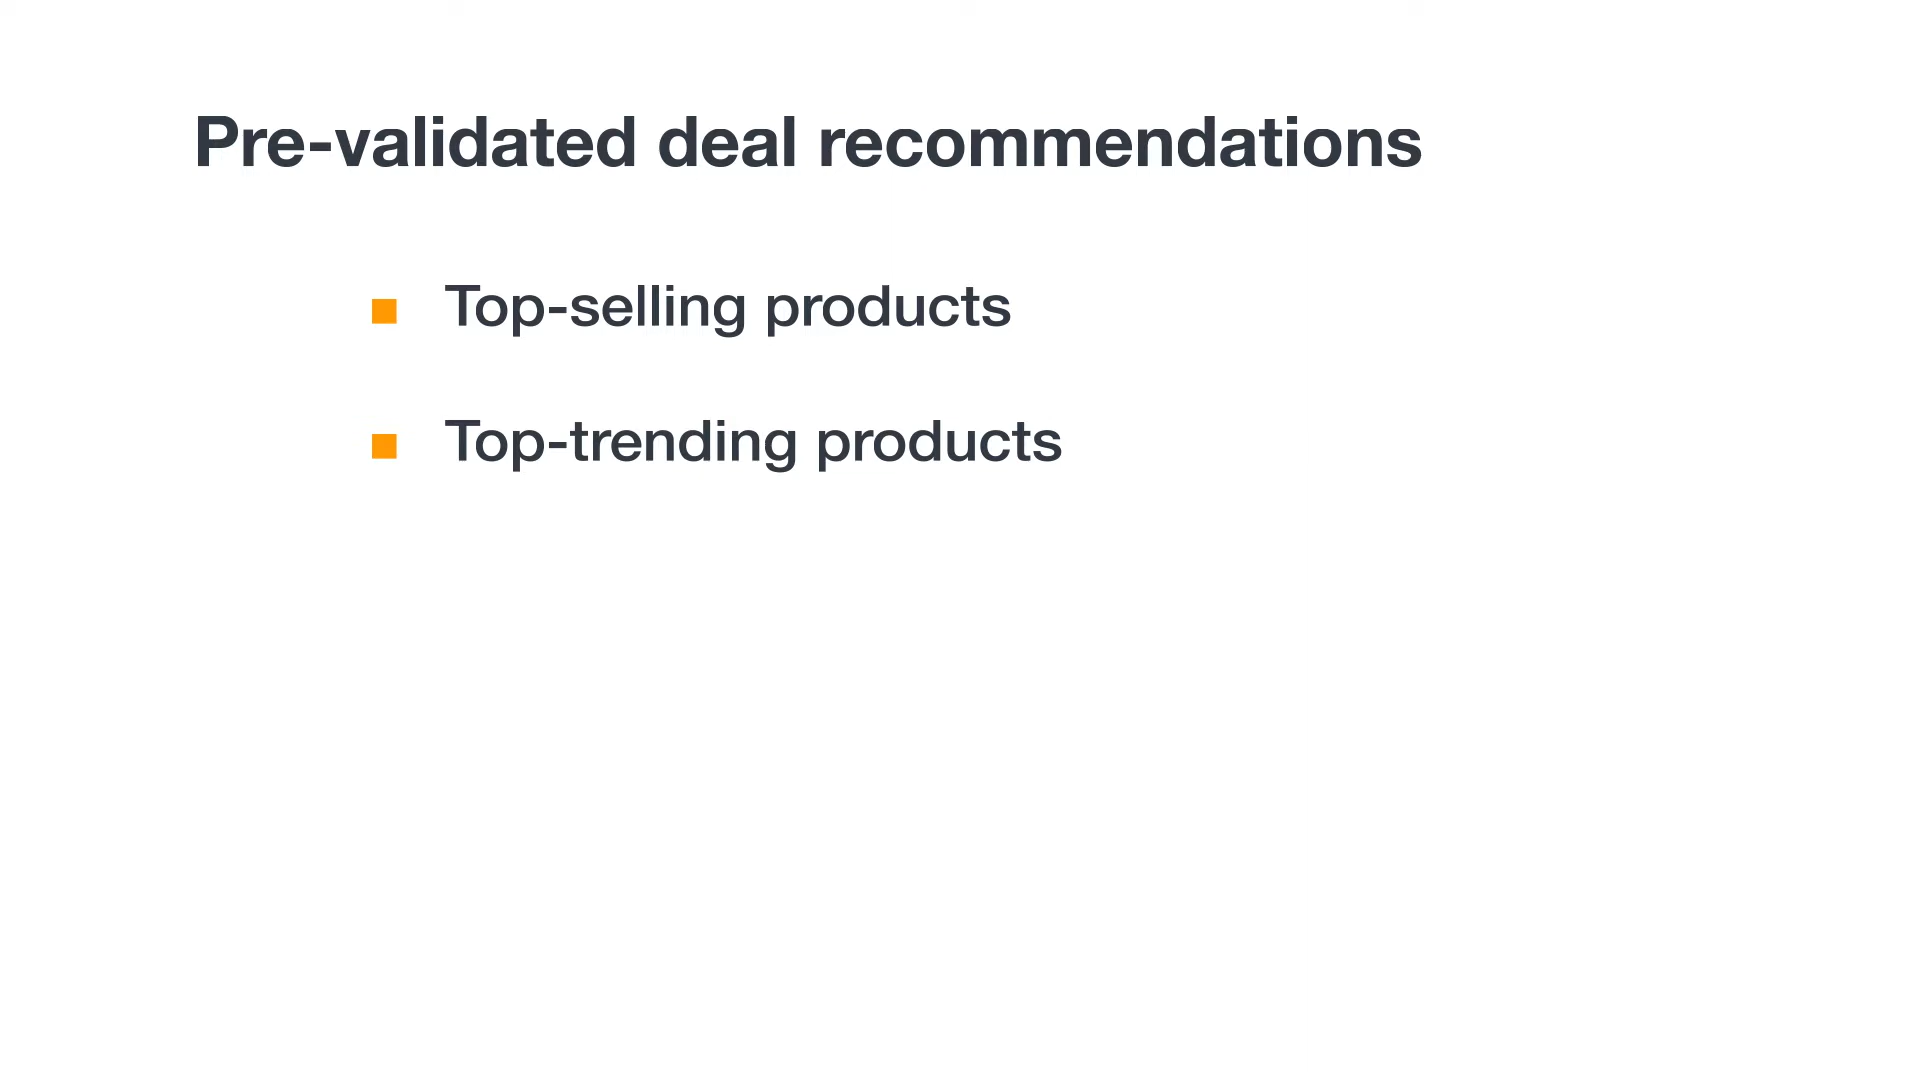 Pre-validated deal recommendations
Top-selling products
Top-trending products